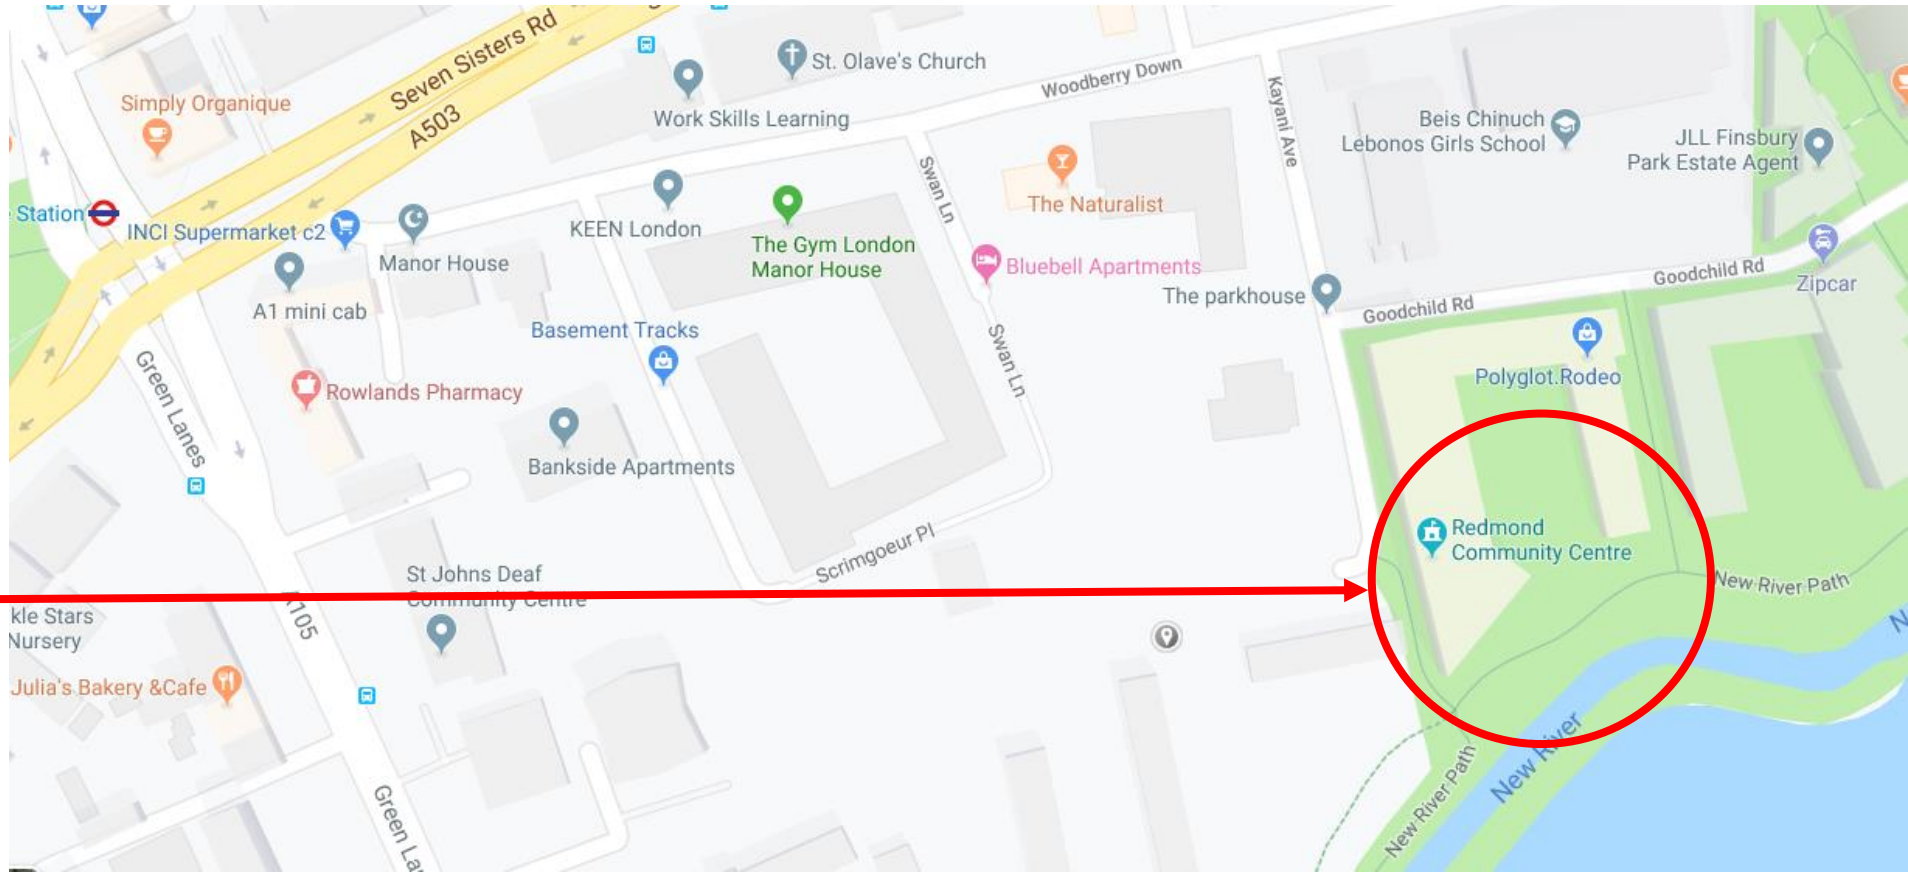 Seven Sisters Rd
A503
Simply Organique
St. Olave's Church
Work Skills Learning
Woodberry Down
Kayani Ave
Beis Chinuch
Lebonos Girls School
JLL Finsbury
Park Estate Agent
Station
INCI Supermarket c2
Manor House
KEEN London
The Gym London
Manor House
Swan Ln
The Naturalist
Bluebell Apartments
The parkhouse
Goodchild Rd
Goodchild Rd
Zipcar
A1 mini cab
Basement Tracks
Swan Ln
Polyglot.Rodeo
Green Lanes
Rowlands Pharmacy
Bankside Apartments
Scrimgeour Pl
Redmond
Community Centre
St Johns Deaf
Community Centre
New River Path
kle Stars
Nursery
A105
Julia's Bakery &Cafe
New River
New River Path
Green La